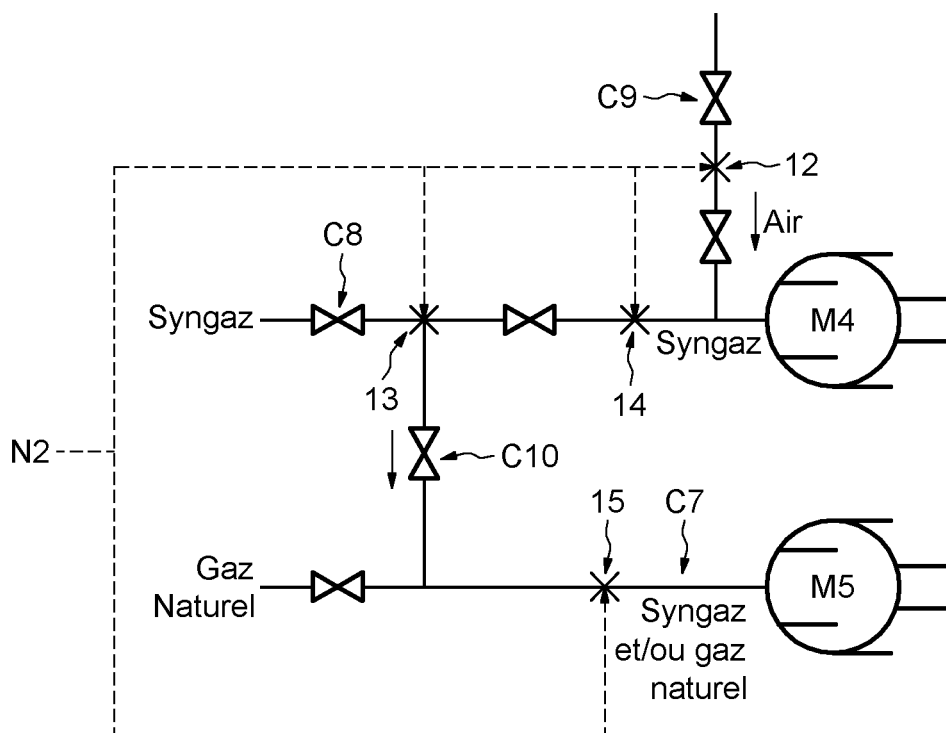 C9
12
Air
C8
Syngaz
M4
Syngaz
13
14
N2
C10
15
C7
Gaz
Naturel
M5
Syngaz
et/ou gaz
naturel